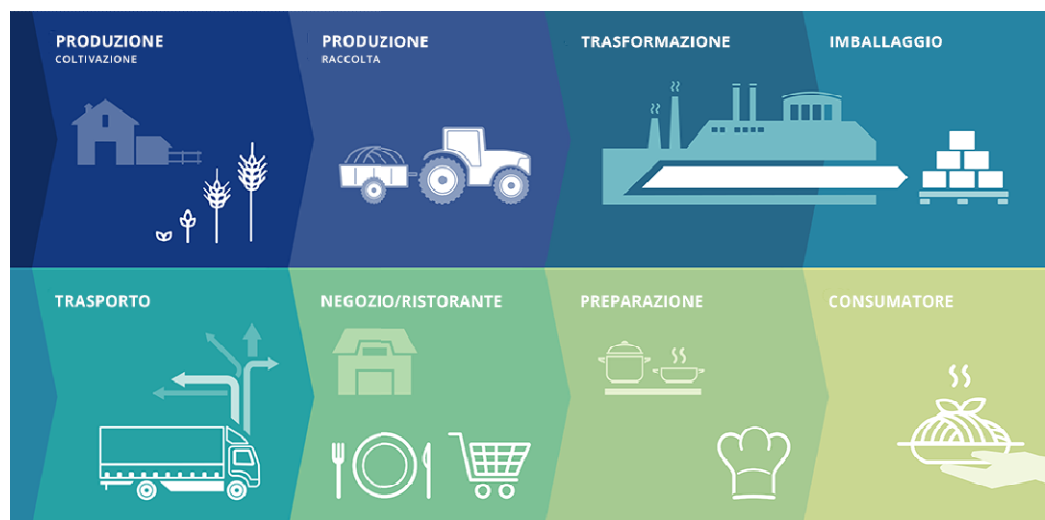 PRODUZIONE
COLTIVAZIONE
PRODUZIONE
RACCOLTA
TRASFORMAZIONE
IMBALLAGGIO
TRASPORTO
NEGOZIO/RISTORANTE
PREPARAZIONE
CONSUMATORE